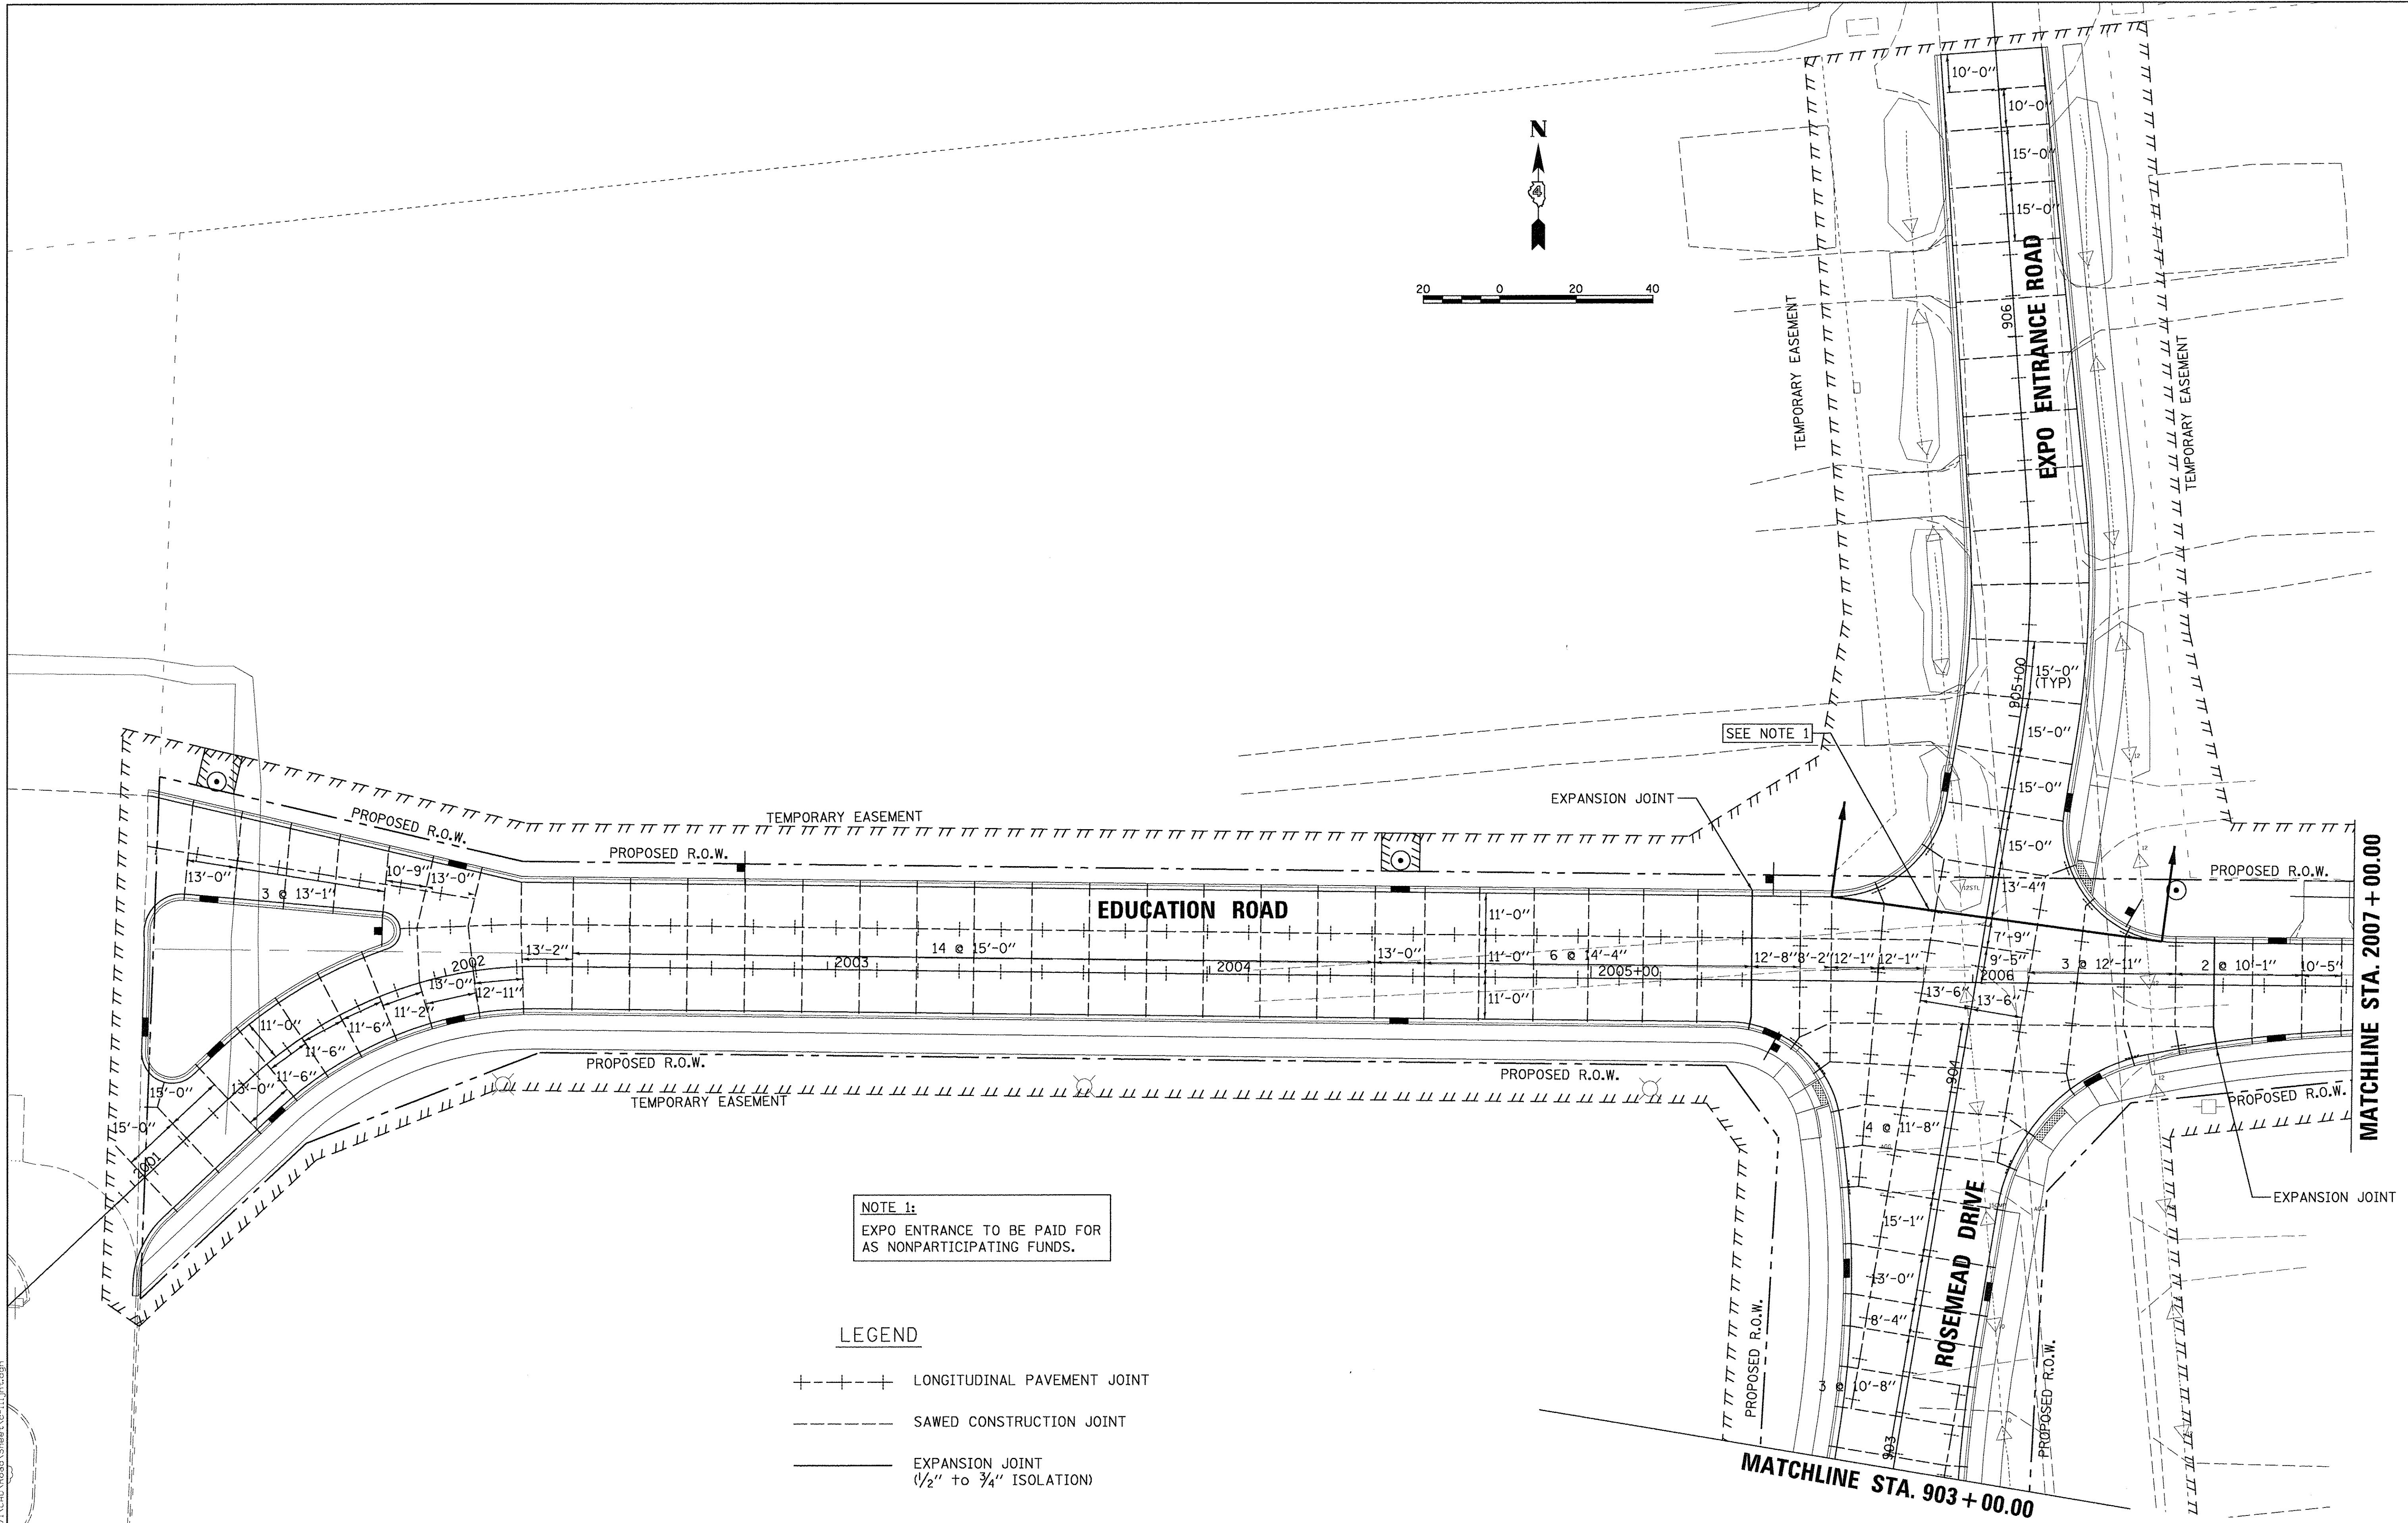 N
4
20 0 20 40
10'-0"
10'-0"
15'-0"
15'-0"
906
EXPO ENTRANCE ROAD
TEMPORARY EASEMENT
TEMPORARY EASEMENT
905+00
15'-0"
(TYP)
15'-0"
15'-0"
15'-0"
13'-4"
SEE NOTE 1
EXPANSION JOINT
PROPOSED R.O.W.
TEMPORARY EASEMENT
PROPOSED R.O.W.
PROPOSED R.O.W.
MATCHLINE STA. 2007 + 00.00
EDUCATION ROAD
13'-0"
3 @ 13'-1"
10'-9"
13'-0"
11'-0"
11'-0"
11'-0"
13'-2"
14 @ 15'-0"
13'-0"
6 @ 14'-4"
12'-8"
8'-2"
12'-1"
12'-1"
7'-9"
9'-5"
3 @ 12'-11"
2 @ 10'-1"
10'-5"
2002
2003
2004
2005+00
2006
13'-6"
13'-6"
13'-0"
12'-11"
11'-2"
11'-6"
11'-0"
11'-6"
11'-6"
13'-0"
15'-0"
15'-0"
2001
PROPOSED R.O.W.
TEMPORARY EASEMENT
PROPOSED R.O.W.
PROPOSED R.O.W.
904
4 @ 11'-8"
15'-1"
13'-0"
8'-4"
3 @ 10'-8"
903
ROSEMEAD DRIVE
PROPOSED R.O.W.
PROPOSED R.O.W.
EXPANSION JOINT
MATCHLINE STA. 903 + 00.00
NOTE 1:
EXPO ENTRANCE TO BE PAID FOR
AS NONPARTICIPATING FUNDS.
LEGEND
LONGITUDINAL PAVEMENT JOINT
SAWED CONSTRUCTION JOINT
EXPANSION JOINT
(1/2" TO 3/4" ISOLATION)